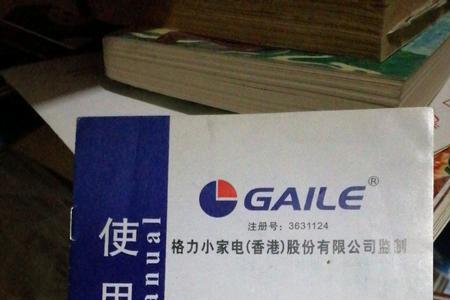 GAILE®
注册号：3631124
格力小家电(香港)股份有限公司监制
使用
anual